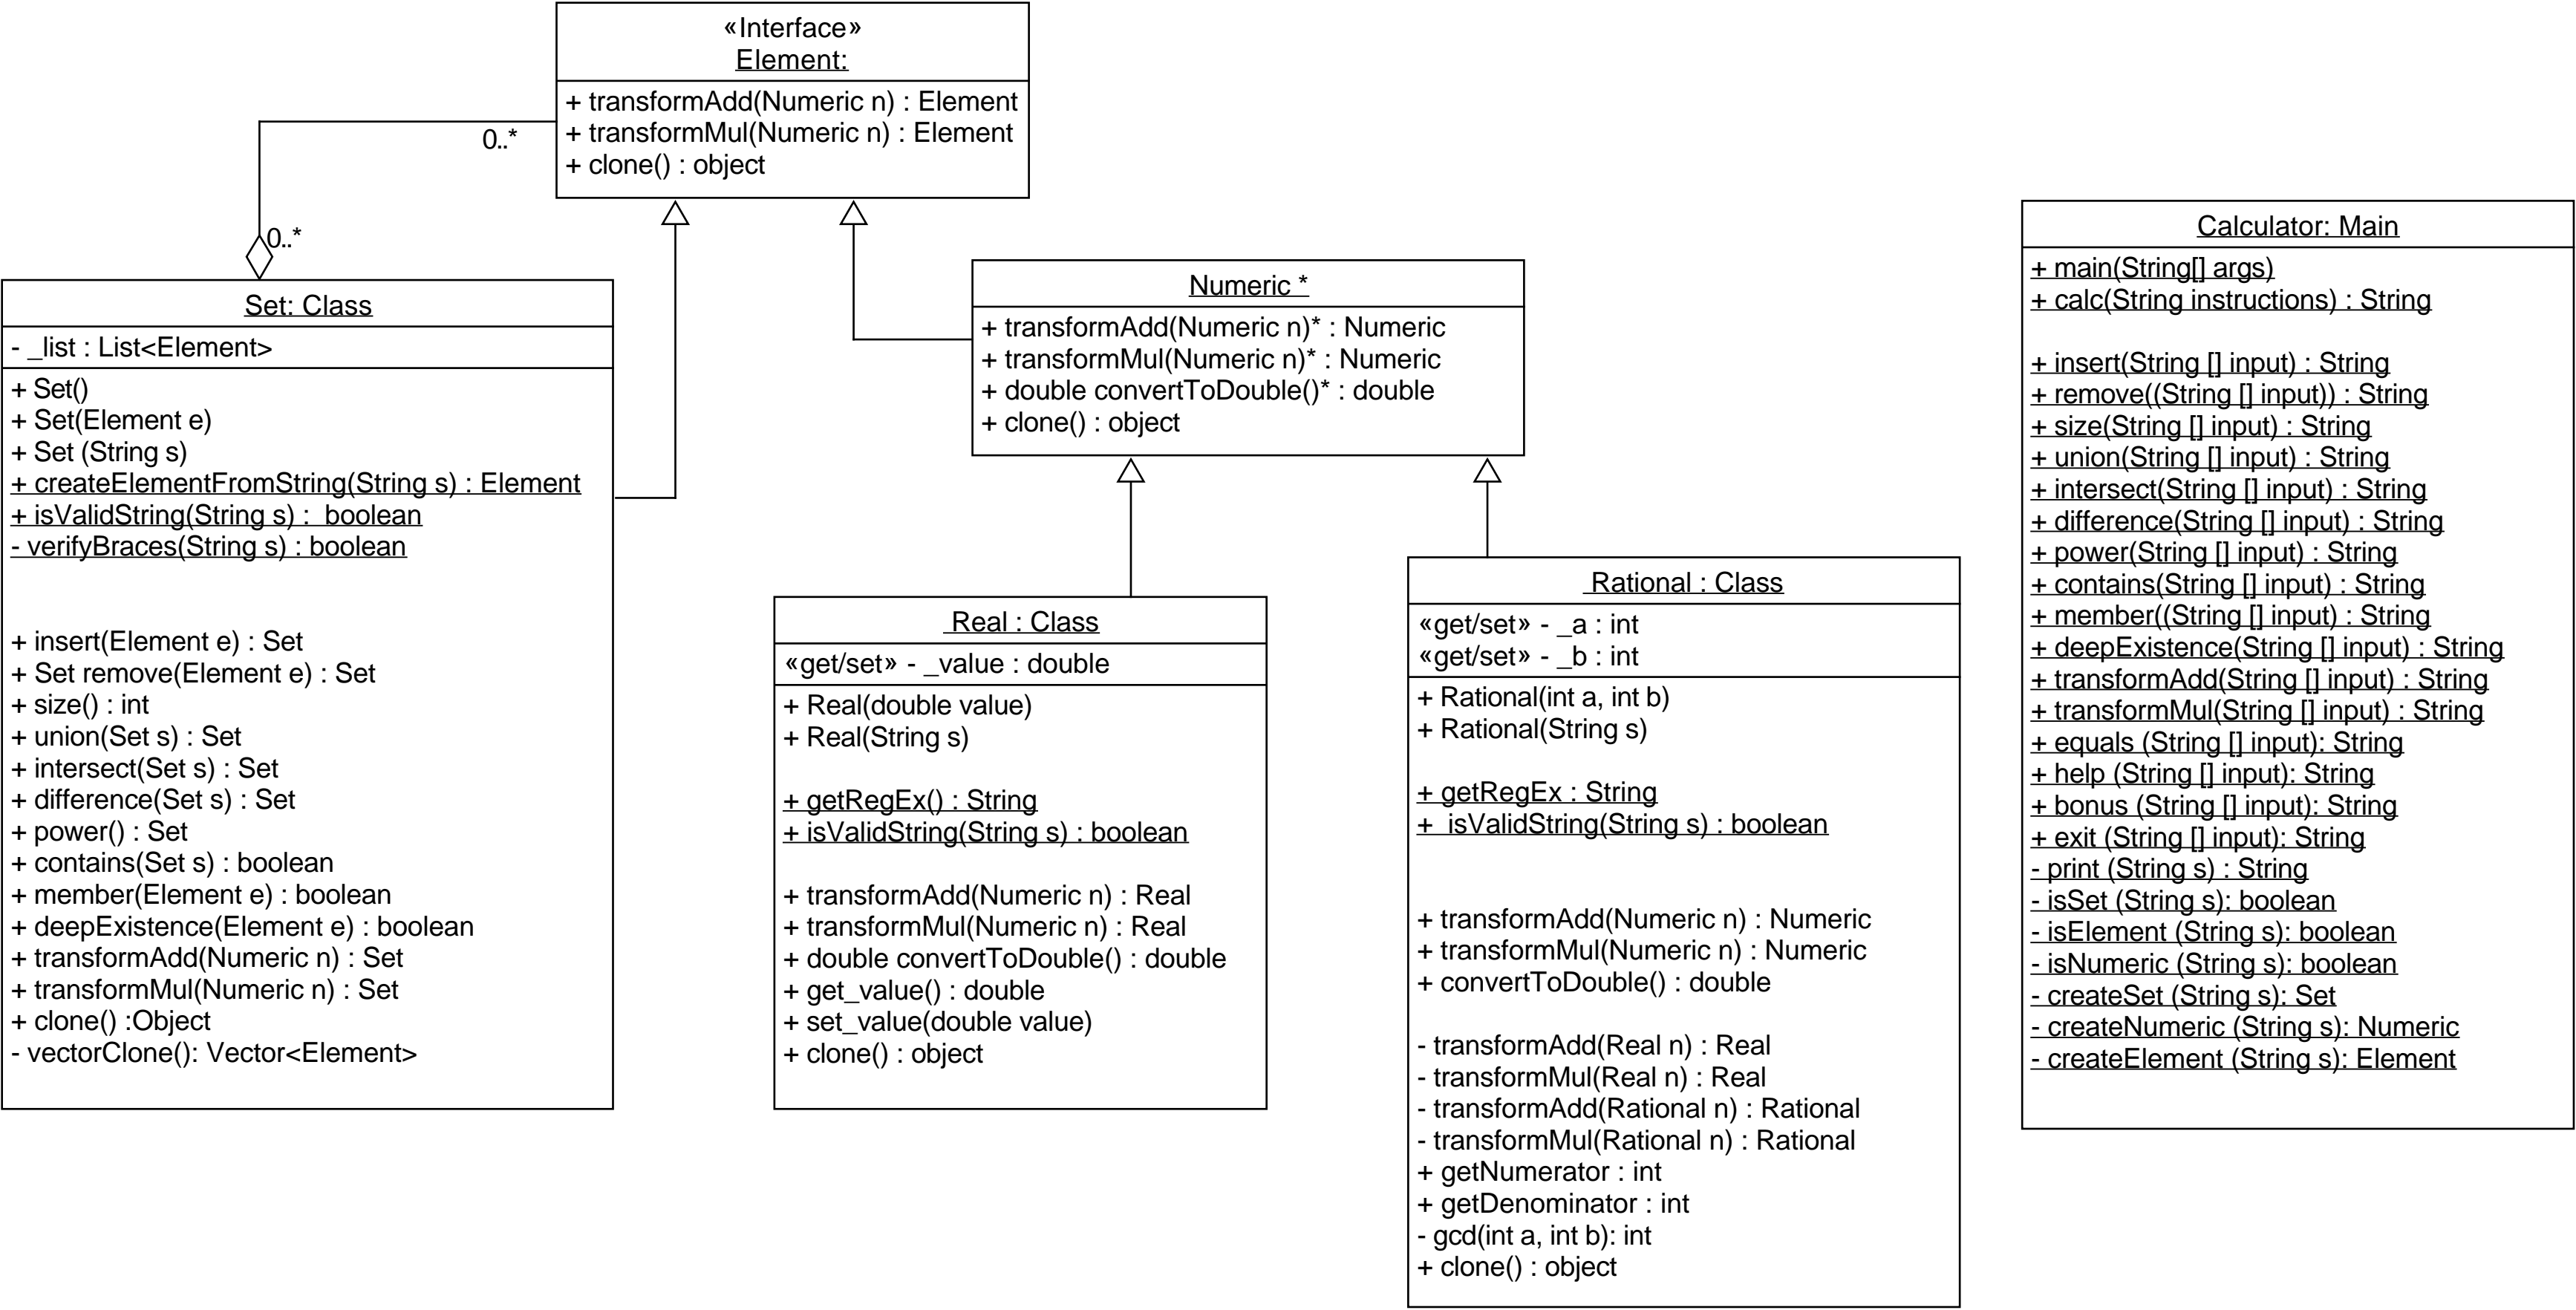 «Interface»
Element:
+ transformAdd(Numeric n) : Element
+ transformMul(Numeric n) : Element
+ clone() : object
0..*
0..*
Set: Class
- _list : List<Element>
+ Set()
+ Set(Element e)
+ Set (String s)
+ createElementFromString(String s) : Element
+ isValidString(String s) :  boolean
- verifyBraces(String s) : boolean
+ insert(Element e) : Set
+ Set remove(Element e) : Set
+ size() : int
+ union(Set s) : Set
+ intersect(Set s) : Set
+ difference(Set s) : Set
+ power() : Set
+ contains(Set s) : boolean
+ member(Element e) : boolean
+ deepExistence(Element e) : boolean
+ transformAdd(Numeric n) : Set
+ transformMul(Numeric n) : Set
+ clone() :Object
- vectorClone(): Vector<Element>
Numeric *
+ transformAdd(Numeric n)* : Numeric
+ transformMul(Numeric n)* : Numeric
+ double convertToDouble()* : double
+ clone() : object
Real : Class
«get/set» - _value : double
+ Real(double value)
+ Real(String s)
+ getRegEx() : String
+ isValidString(String s) : boolean
+ transformAdd(Numeric n) : Real
+ transformMul(Numeric n) : Real
+ double convertToDouble() : double
+ get_value() : double
+ set_value(double value)
+ clone() : object
Rational : Class
«get/set» - _a : int
«get/set» - _b : int
+ Rational(int a, int b)
+ Rational(String s)
+ getRegEx : String
+  isValidString(String s) : boolean
+ transformAdd(Numeric n) : Numeric
+ transformMul(Numeric n) : Numeric
+ convertToDouble() : double
- transformAdd(Real n) : Real
- transformMul(Real n) : Real
- transformAdd(Rational n) : Rational
- transformMul(Rational n) : Rational
+ getNumerator : int
+ getDenominator : int
- gcd(int a, int b): int
+ clone() : object
Calculator: Main
+ main(String[] args)
+ calc(String instructions) : String
+ insert(String [] input) : String
+ remove((String [] input)) : String
+ size(String [] input) : String
+ union(String [] input) : String
+ intersect(String [] input) : String
+ difference(String [] input) : String
+ power(String [] input) : String
+ contains(String [] input) : String
+ member((String [] input) : String
+ deepExistence(String [] input) : String
+ transformAdd(String [] input) : String
+ transformMul(String [] input) : String
+ equals (String [] input): String
+ help (String [] input): String
+ bonus (String [] input): String
+ exit (String [] input): String
- print (String s) : String
- isSet (String s): boolean
- isElement (String s): boolean
- isNumeric (String s): boolean
- createSet (String s): Set
- createNumeric (String s): Numeric
- createElement (String s): Element